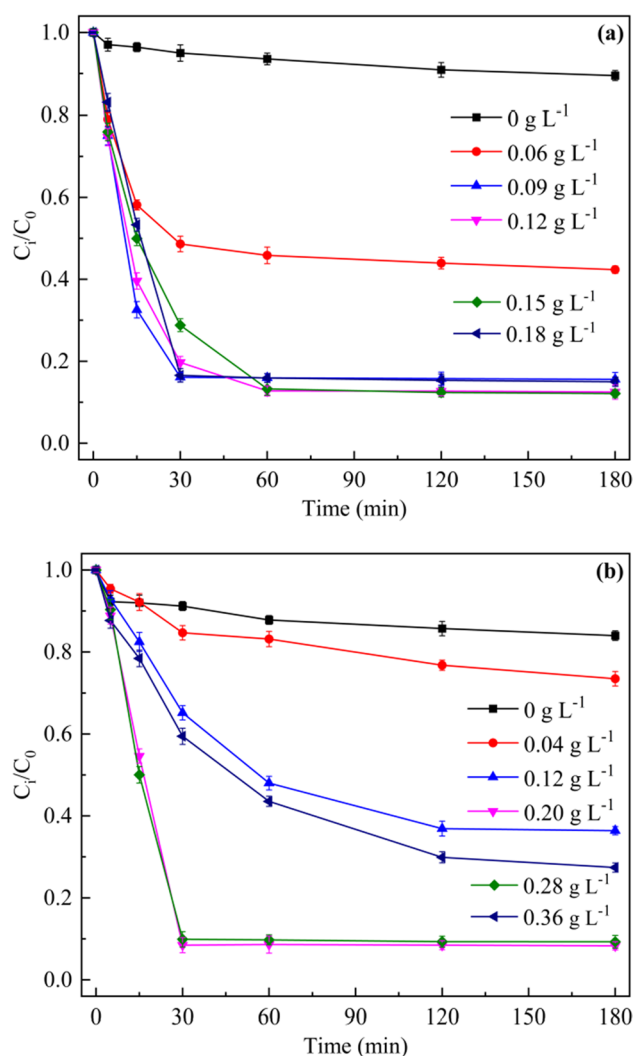 (a)
1.0
0.8
0.6
0.4
0.2
0.0
Cᵢ/C₀
0 g L⁻¹
0.06 g L⁻¹
0.09 g L⁻¹
0.12 g L⁻¹
0.15 g L⁻¹
0.18 g L⁻¹
0 30 60 90 120 150 180
Time (min)
(b)
1.0
0.8
0.6
0.4
0.2
0.0
Cᵢ/C₀
0 g L⁻¹
0.04 g L⁻¹
0.12 g L⁻¹
0.20 g L⁻¹
0.28 g L⁻¹
0.36 g L⁻¹
0 30 60 90 120 150 180
Time (min)